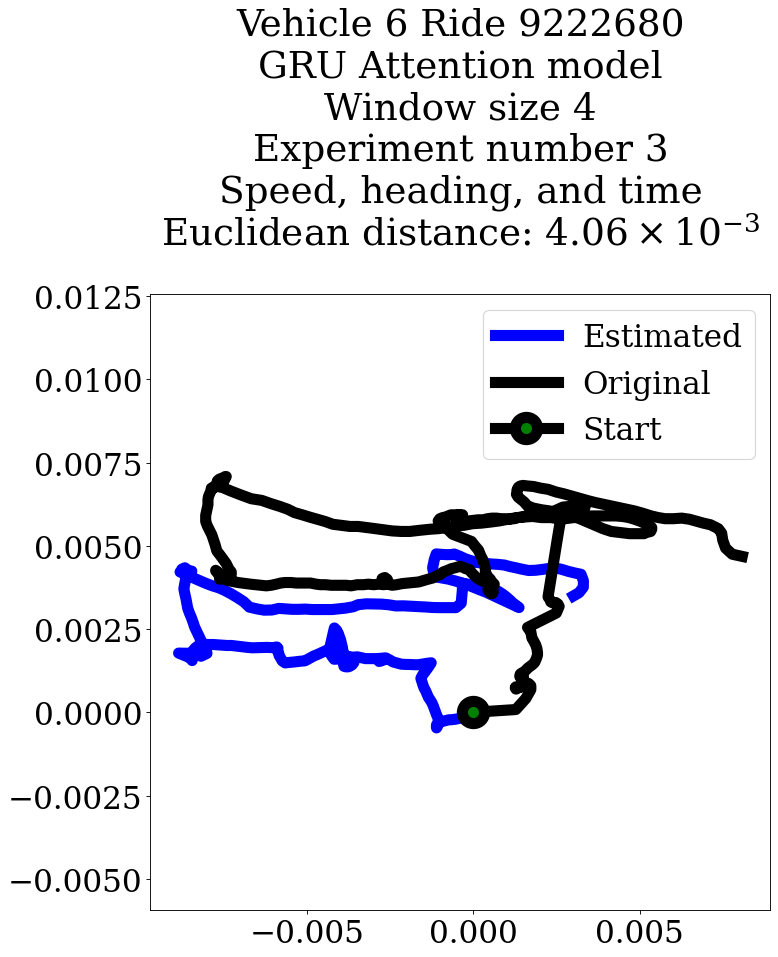 Vehicle 6 Ride 9222680
GRU Attention model
Window size 4
Experiment number 3
Speed, heading, and time
Euclidean distance: 4.06 × 10⁻³
0.0125
Estimated
0.0100
Original
Start
0.0075
0.0050
0.0025
0.0000
−0.0025
−0.0050
−0.005
0.000
0.005